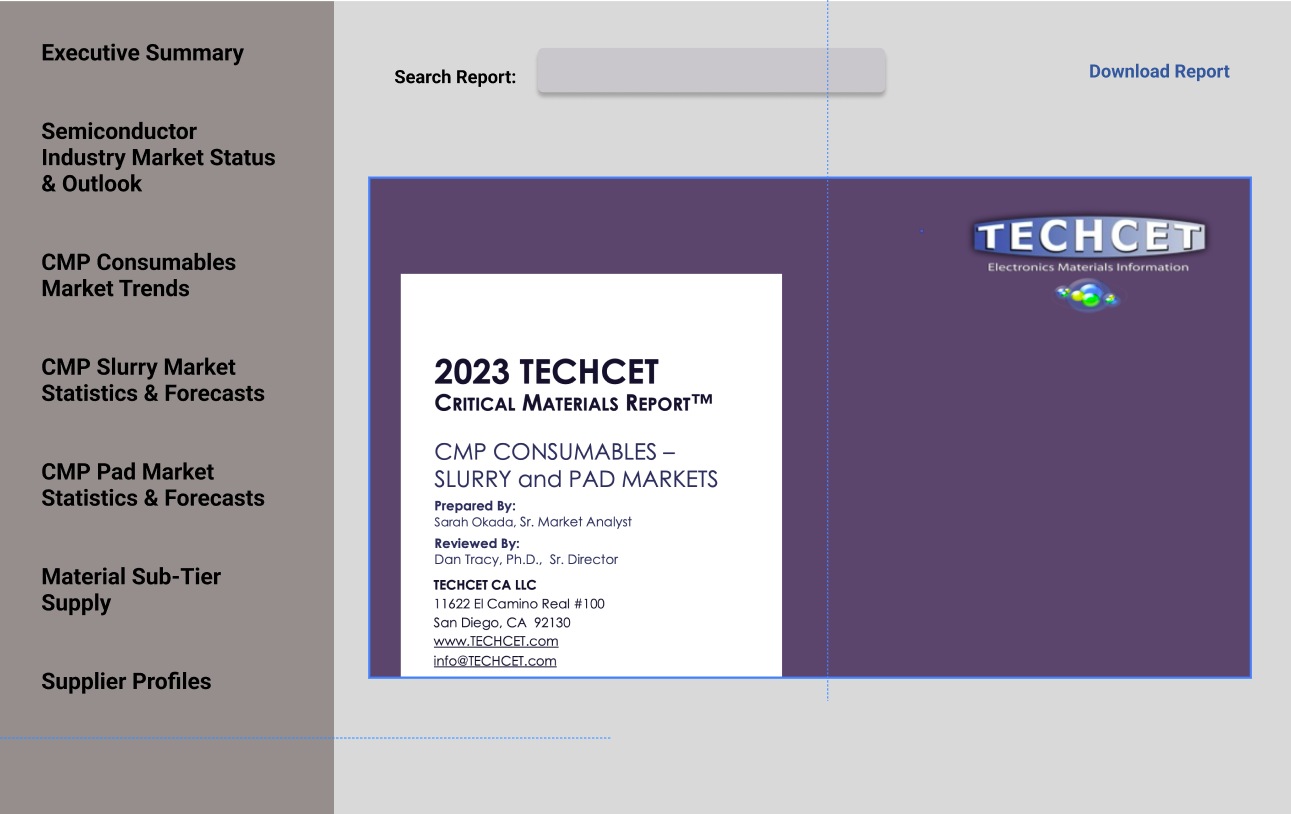 Executive Summary
Semiconductor
Industry Market Status
& Outlook
CMP Consumables
Market Trends
CMP Slurry Market
Statistics & Forecasts
CMP Pad Market
Statistics & Forecasts
Material Sub-Tier
Supply
Supplier Profiles
Search Report:
Download Report
TECHCET
Electronics Materials Information
2023 TECHCET
CRITICAL MATERIALS REPORT™
CMP CONSUMABLES –
SLURRY and PAD MARKETS
Prepared By:
Sarah Okada, Sr. Market Analyst
Reviewed By:
Dan Tracy, Ph.D., Sr. Director
TECHCET CA LLC
11622 El Camino Real #100
San Diego, CA 92130
www.TECHCET.com
info@TECHCET.com